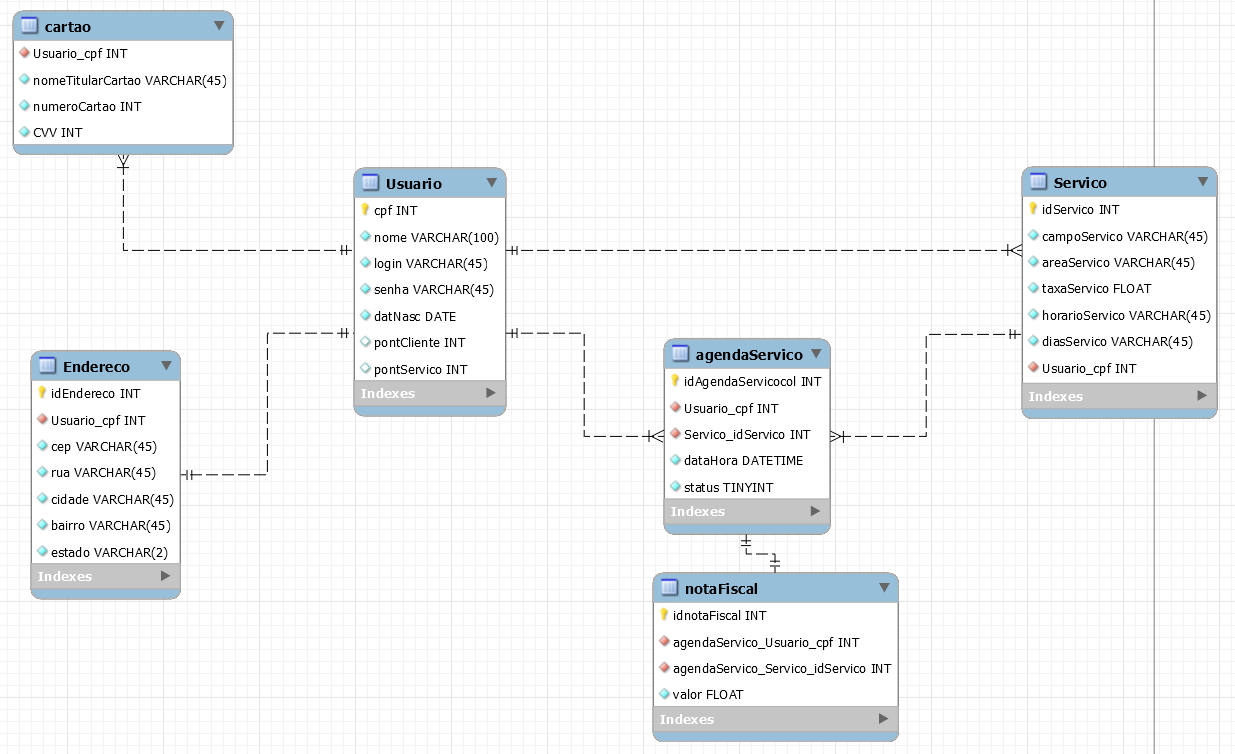 cartao
Usuario_cpf INT
nomeTitularCartao VARCHAR(45)
numeroCartao INT
CVV INT
Usuario
cpf INT
nome VARCHAR(100)
login VARCHAR(45)
senha VARCHAR(45)
datNasc DATE
pontCliente INT
pontServico INT
Indexes
Servico
idServico INT
campoServico VARCHAR(45)
areaServico VARCHAR(45)
taxaServico FLOAT
horarioServico VARCHAR(45)
diasServico VARCHAR(45)
Usuario_cpf INT
Indexes
Endereco
idEndereco INT
Usuario_cpf INT
cep VARCHAR(45)
rua VARCHAR(45)
cidade VARCHAR(45)
bairro VARCHAR(45)
estado VARCHAR(2)
Indexes
agendaServico
idAgendaServicocol INT
Usuario_cpf INT
Servico_idServico INT
dataHora DATETIME
status TINYINT
Indexes
notaFiscal
idnotaFiscal INT
agendaServico_Usuario_cpf INT
agendaServico_Servico_idServico INT
valor FLOAT
Indexes